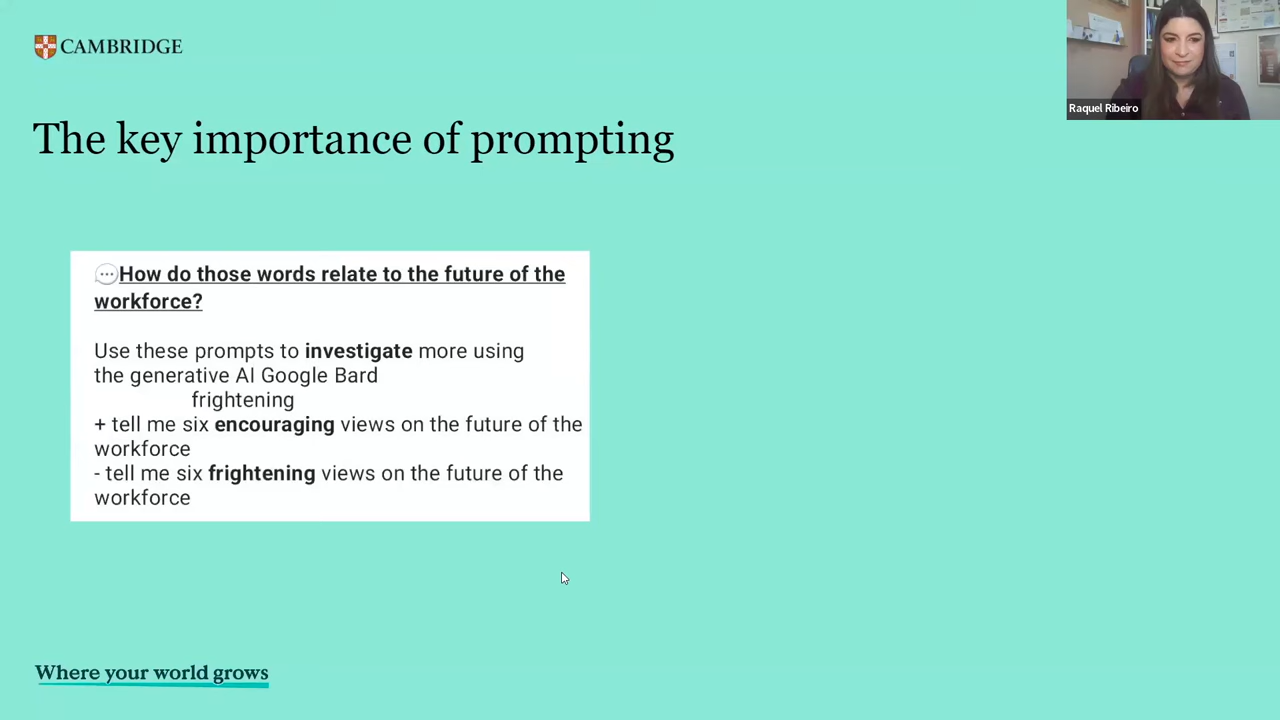 CAMBRIDGE
Raquel Ribeiro
The key importance of prompting
How do those words relate to the future of the
workforce?
Use these prompts to investigate more using
the generative AI Google Bard
frightening
+ tell me six encouraging views on the future of the
workforce
- tell me six frightening views on the future of the
workforce
Where your world grows